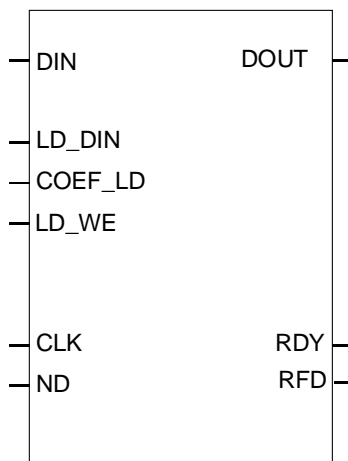 DIN DOUT
LD_DIN
COEF_LD
LD_WE
CLK RDY
ND RFD